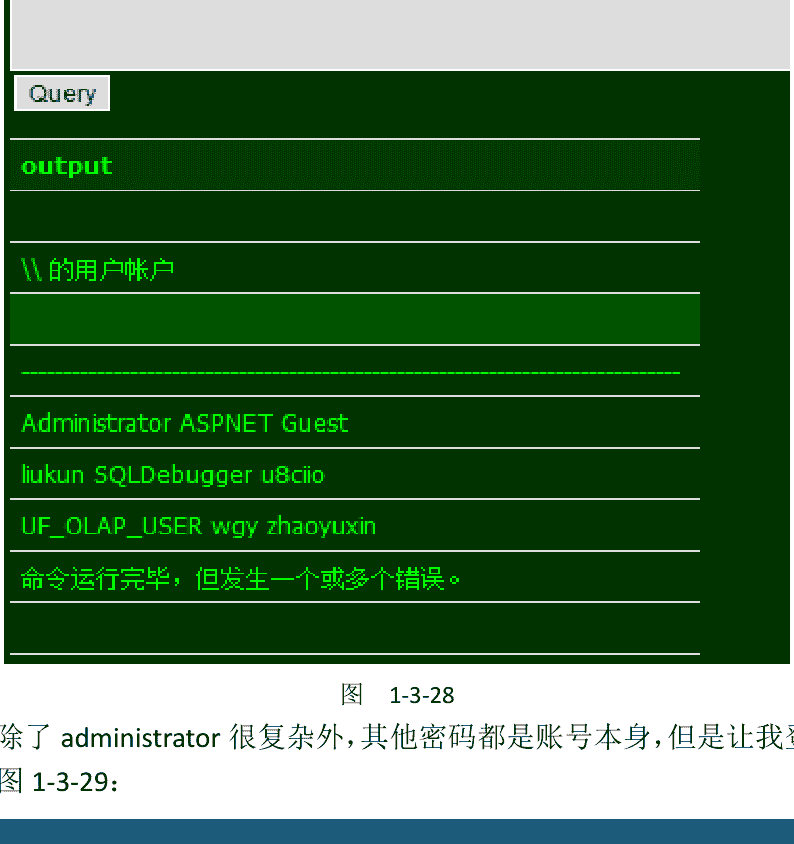 Query
output
\\ 的用户帐户
--------------------------------------------------------------------------------
Administrator ASPNET Guest
liukun SQLDebugger u8ciio
UF_OLAP_USER wgy zhaoyuxin
命令运行完毕，但发生一个或多个错误。
图 1-3-28
除了 administrator 很复杂外，其他密码都是账号本身，但是让我
图 1-3-29：